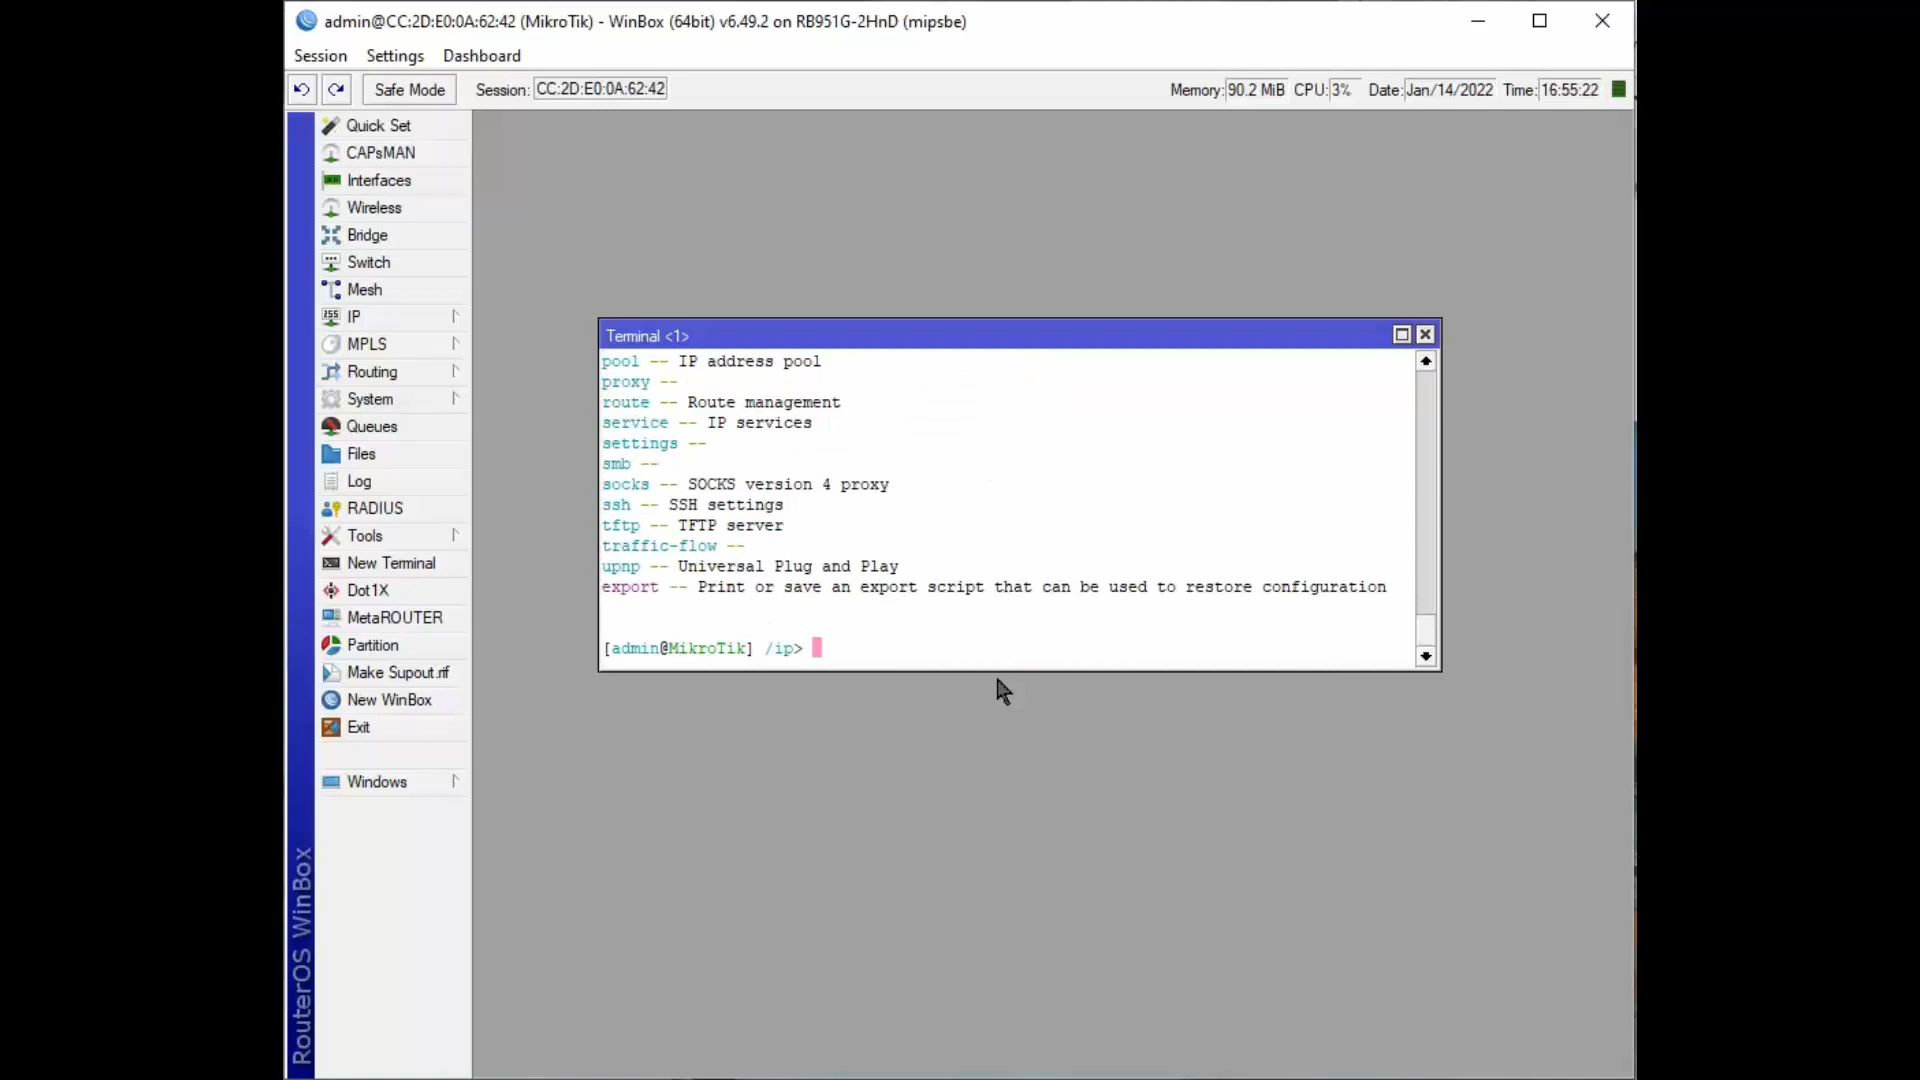 admin@CC:2D:E0:0A:62:42 (MikroTik) - WinBox (64bit) v6.49.2 on RB951G-2HnD (mipsbe)
Session Settings Dashboard
Safe Mode Session: CC:2D:E0:0A:62:42 Memory: 90.2 MiB CPU: 3% Date: Jan/14/2022 Time: 16:55:22
Quick Set
CAPsMAN
Interfaces
Wireless
Bridge
Switch
Mesh
255 IP
MPLS
Routing
System
Queues
Files
Log
RADIUS
Tools
New Terminal
Dot1X
MetaROUTER
Partition
Make Supout.rif
New WinBox
Exit
Windows
RouterOS WinBox
Terminal <1>
pool -- IP address pool
proxy --
route -- Route management
service -- IP services
settings --
smb --
socks -- SOCKS version 4 proxy
ssh -- SSH settings
tftp -- TFTP server
traffic-flow --
upnp -- Universal Plug and Play
export -- Print or save an export script that can be used to restore configuration
[admin@MikroTik] /ip>